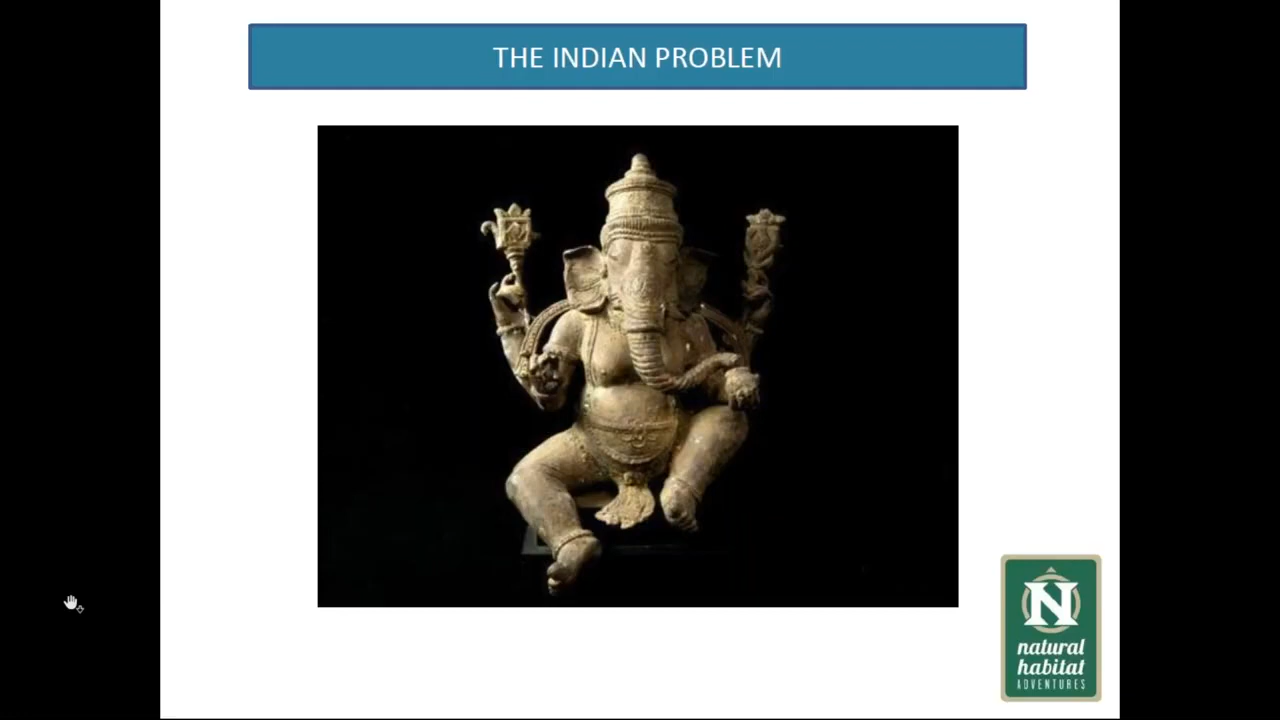 THE INDIAN PROBLEM
N
natural
habitat
ADVENTURES